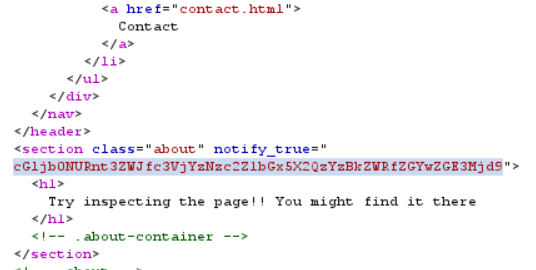 <a href="contact.html">
Contact
</a>
</li>
</ul>
</div>
</nav>
</header>
<section class="about" notify_true="
cGljb0NURnt3ZWJfc3VjYzNzc2Z1bGx5X2QzYzBkZWRfZGYwZGE3Mjd9">
<h1>
Try inspecting the page!! You might find it there
</h1>
<!-- .about-container -->
</section>